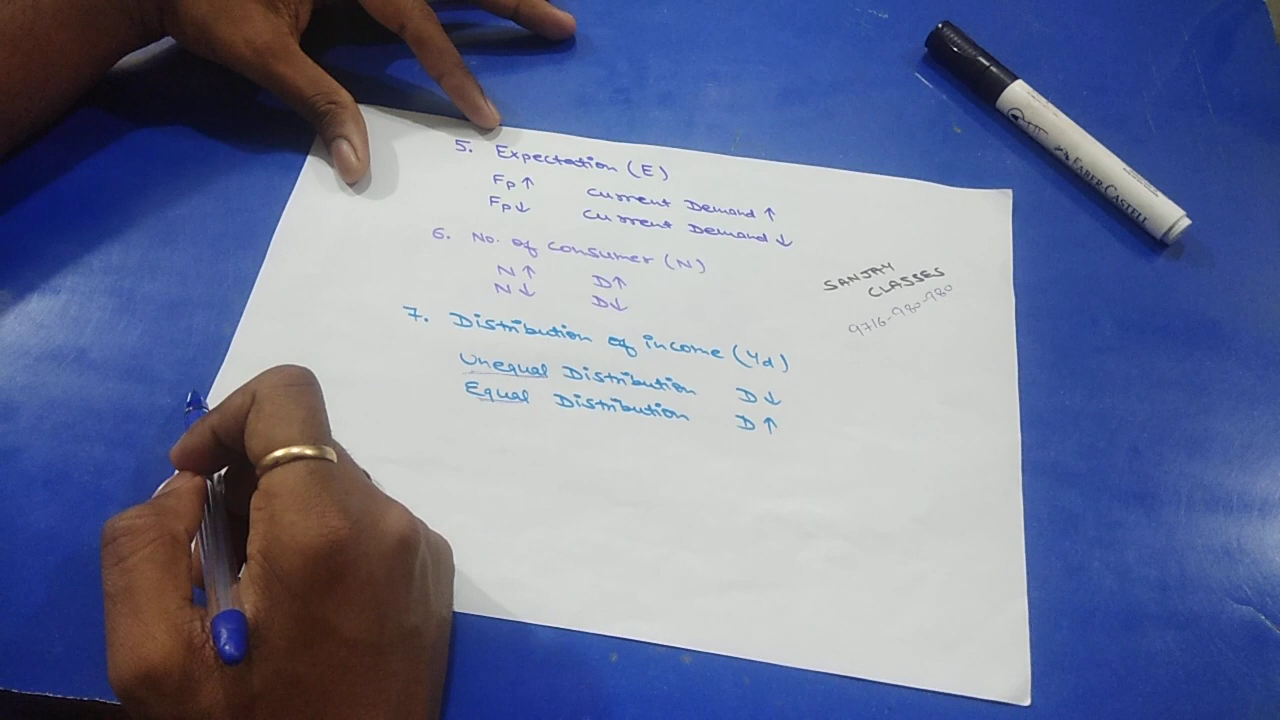 5. Expectation (E)
Fp↑ Current Demand ↑
Fp↓ Current Demand ↓
6. No. of Consumer (N)
N↑ D↑
N↓ D↓
7. Distribution of income (Yd)
Unequal Distribution D↓
Equal Distribution D↑
SANJAY
CLASSES
9716-980-980
FABER-CASTELL